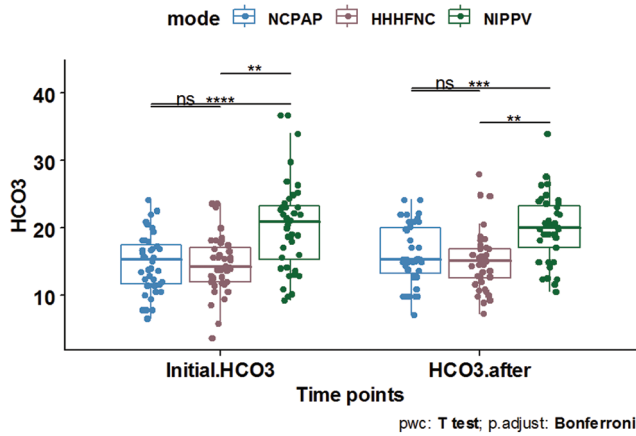 mode NCPAP HHHFNC NIPPV
** 
ns ****
ns ***
**
HCO3
40
30
20
10
Initial.HCO3 HCO3.after
Time points
pwc: T test; p.adjust: Bonferroni